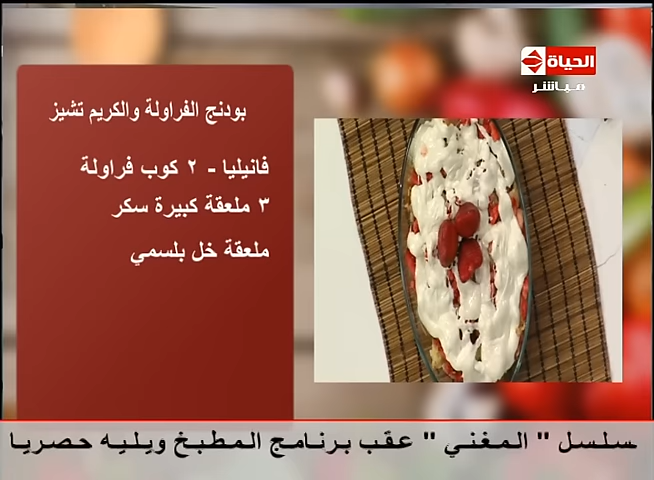 الحياة
مباشر
بودنج الفراولة والكريم تشيز
فانيليا - ٢ كوب فراولة
٣ ملعقة كبيرة سكر
ملعقة خل بلسمي
سلسل " المغني " عقب برنامج المطبخ ويليه حصريا